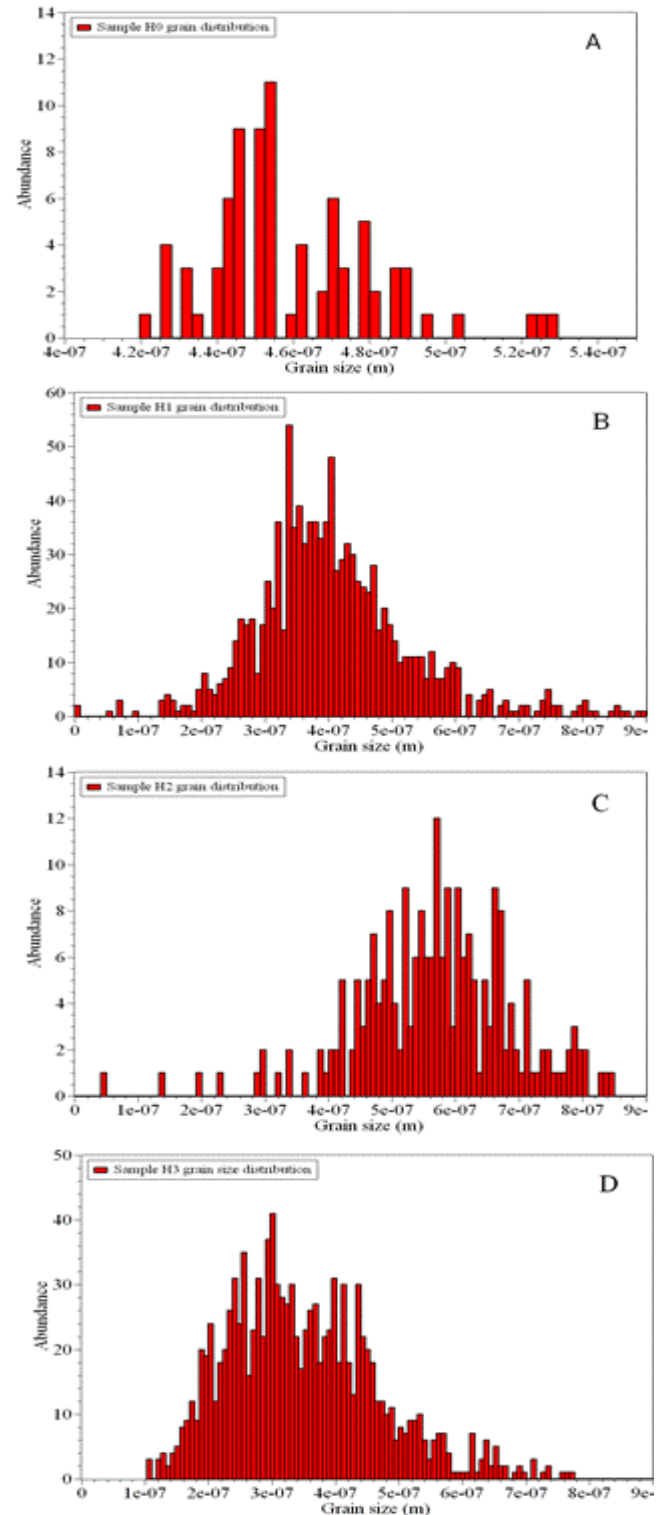 14
Sample H0 grain distribution
A
12
10
8
6
4
2
0
Abundance
4e-07 4.2e-07 4.4e-07 4.6e-07 4.8e-07 5e-07 5.2e-07 5.4e-07
Grain size (m)
60
Sample H1 grain distribution
B
50
40
30
20
10
0
Abundance
0 1e-07 2e-07 3e-07 4e-07 5e-07 6e-07 7e-07 8e-07 9e-
Grain size (m)
14
Sample H2 grain distribution
C
12
10
8
6
4
2
0
Abundance
0 1e-07 2e-07 3e-07 4e-07 5e-07 6e-07 7e-07 8e-07 9e-
Grain size (m)
50
Sample H3 grain size distribution
D
40
30
20
10
0
Abundance
0 1e-07 2e-07 3e-07 4e-07 5e-07 6e-07 7e-07 8e-07 9e-
Grain size (m)